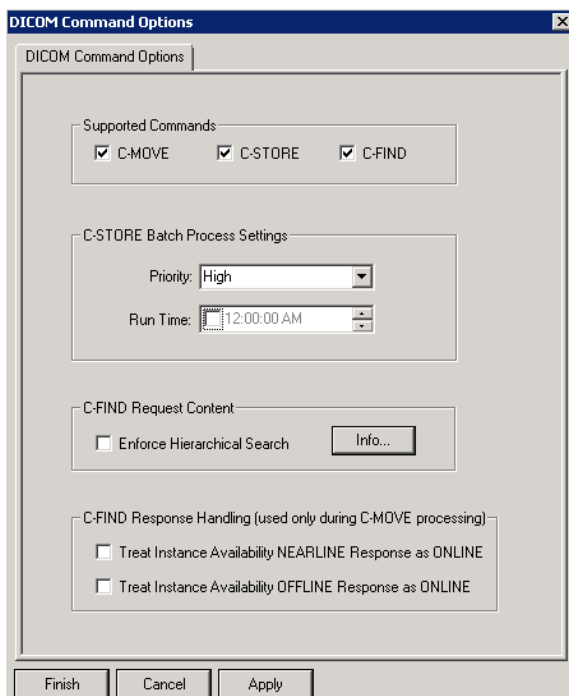 DICOM Command Options
DICOM Command Options
Supported Commands
C-MOVE C-STORE C-FIND
C-STORE Batch Process Settings
Priority: High
Run Time: 12:00:00 AM
C-FIND Request Content
Enforce Hierarchical Search Info...
C-FIND Response Handling (used only during C-MOVE processing)
Treat Instance Availability NEARLINE Response as ONLINE
Treat Instance Availability OFFLINE Response as ONLINE
Finish Cancel Apply